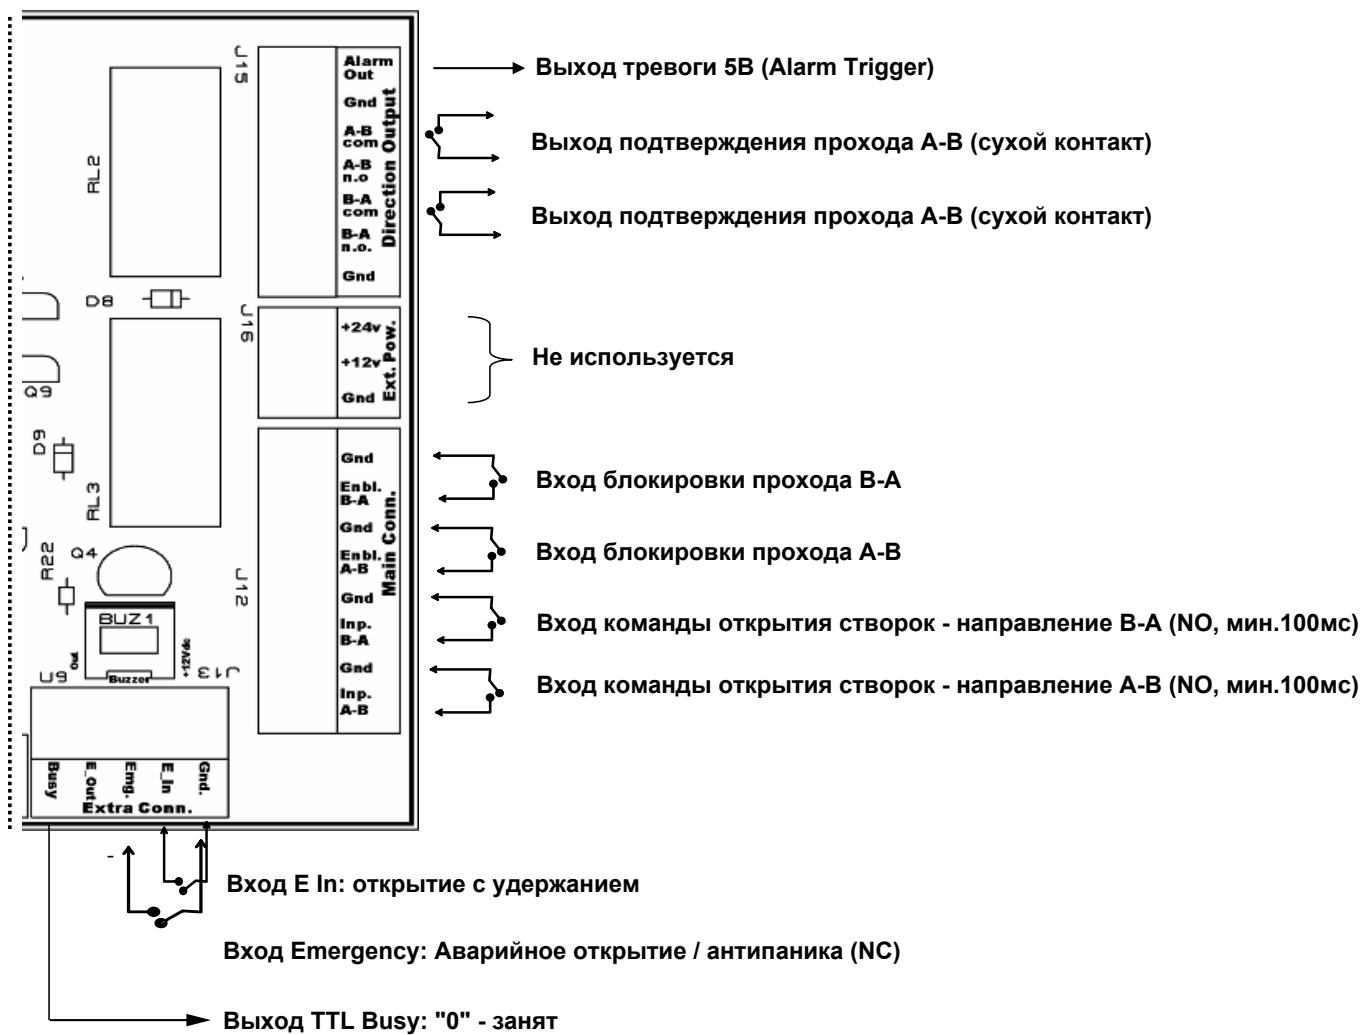 J15
Alarm
Out
Gnd
A-B
com
A-B
n.o
B-A
com
B-A
n.o.
Gnd
Direction Output
Выход тревоги 5В (Alarm Trigger)
Выход подтверждения прохода А-В (сухой контакт)
Выход подтверждения прохода А-В (сухой контакт)
RL2
D8
J16
+24v
+12v
Gnd
Ext. Pow.
Не используется
Q9
D9
RL3
Gnd
Enbl.
B-A
Gnd
Enbl.
A-B
Gnd
Inp.
B-A
Gnd
Inp.
A-B
Main Conn.
Вход блокировки прохода В-А
Вход блокировки прохода А-В
Вход команды открытия створок - направление В-А (NO, мин.100мс)
Вход команды открытия створок - направление А-В (NO, мин.100мс)
R22
Q4
J12
BUZ1
Out
+12Vdc
Buzzer
U9
J13
Busy
E_Out
Emg.
E_In
Gnd.
Extra Conn.
-
Вход E In: открытие с удержанием
Вход Emergency: Аварийное открытие / антипаника (NC)
Выход TTL Busy: "0" - занят